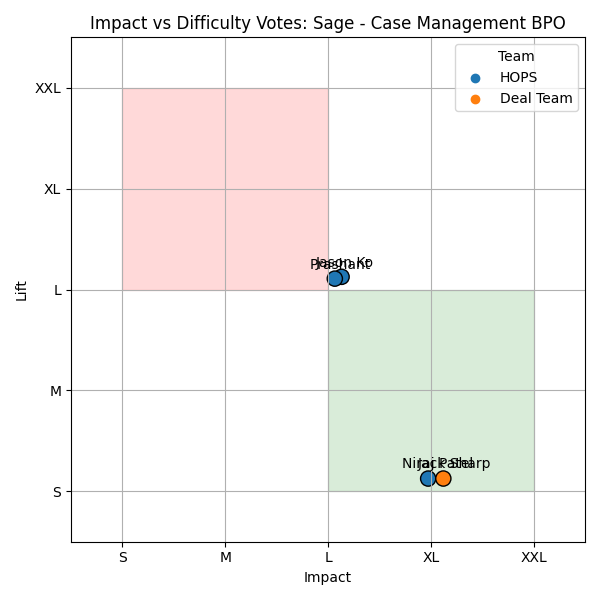 Impact vs Difficulty Votes: Sage - Case Management BPO
Team
HOPS
Deal Team
XXL
XL
L
M
S
Lift
Jason Ko
Prashant
Niraj Patel
Jack Sharp
S
M
L
XL
XXL
Impact